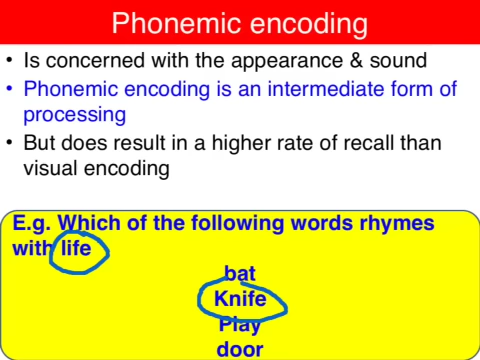 Phonemic encoding
• Is concerned with the appearance & sound
• Phonemic encoding is an intermediate form of
processing
• But does result in a higher rate of recall than
visual encoding
E.g. Which of the following words rhymes
with life
bat
Knife
Play
door